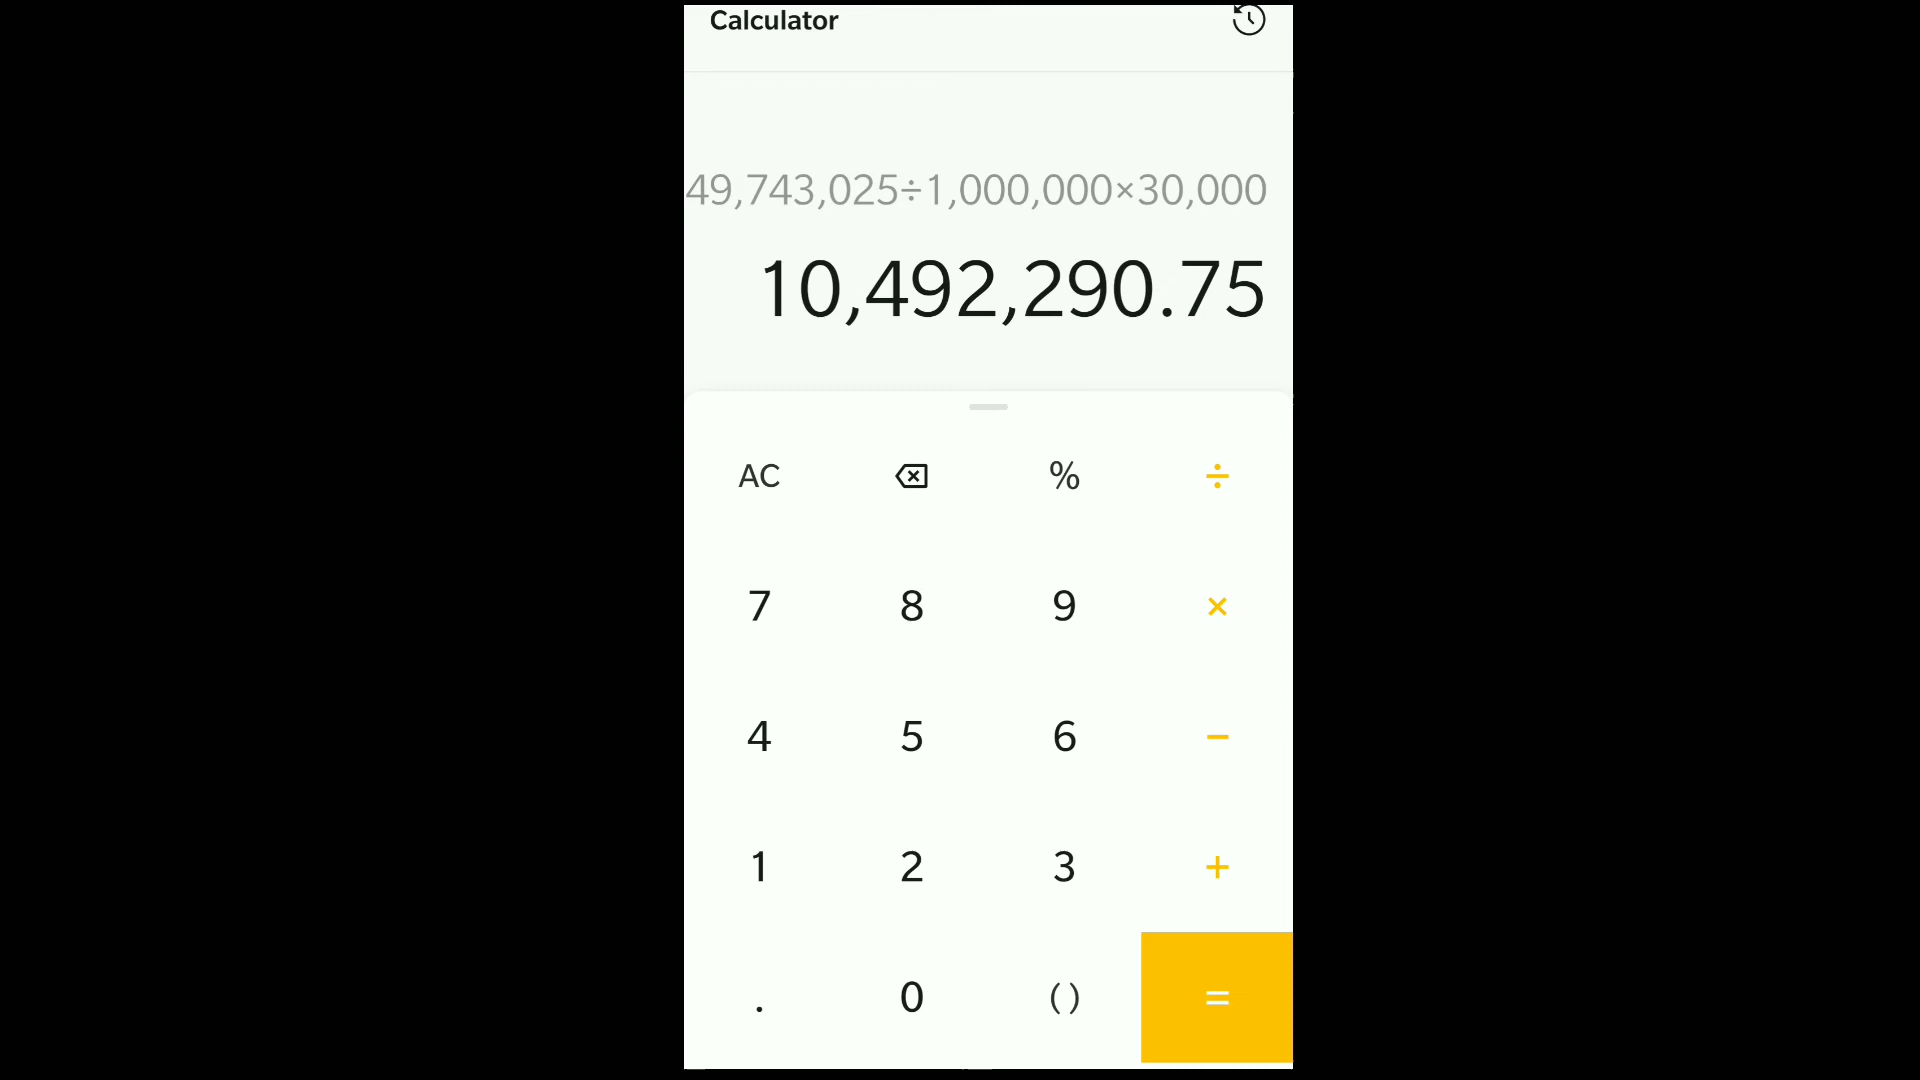 Calculator
49,743,025÷1,000,000×30,000
10,492,290.75
AC % ÷
7 8 9 ×
4 5 6 −
1 2 3 +
. 0 () =